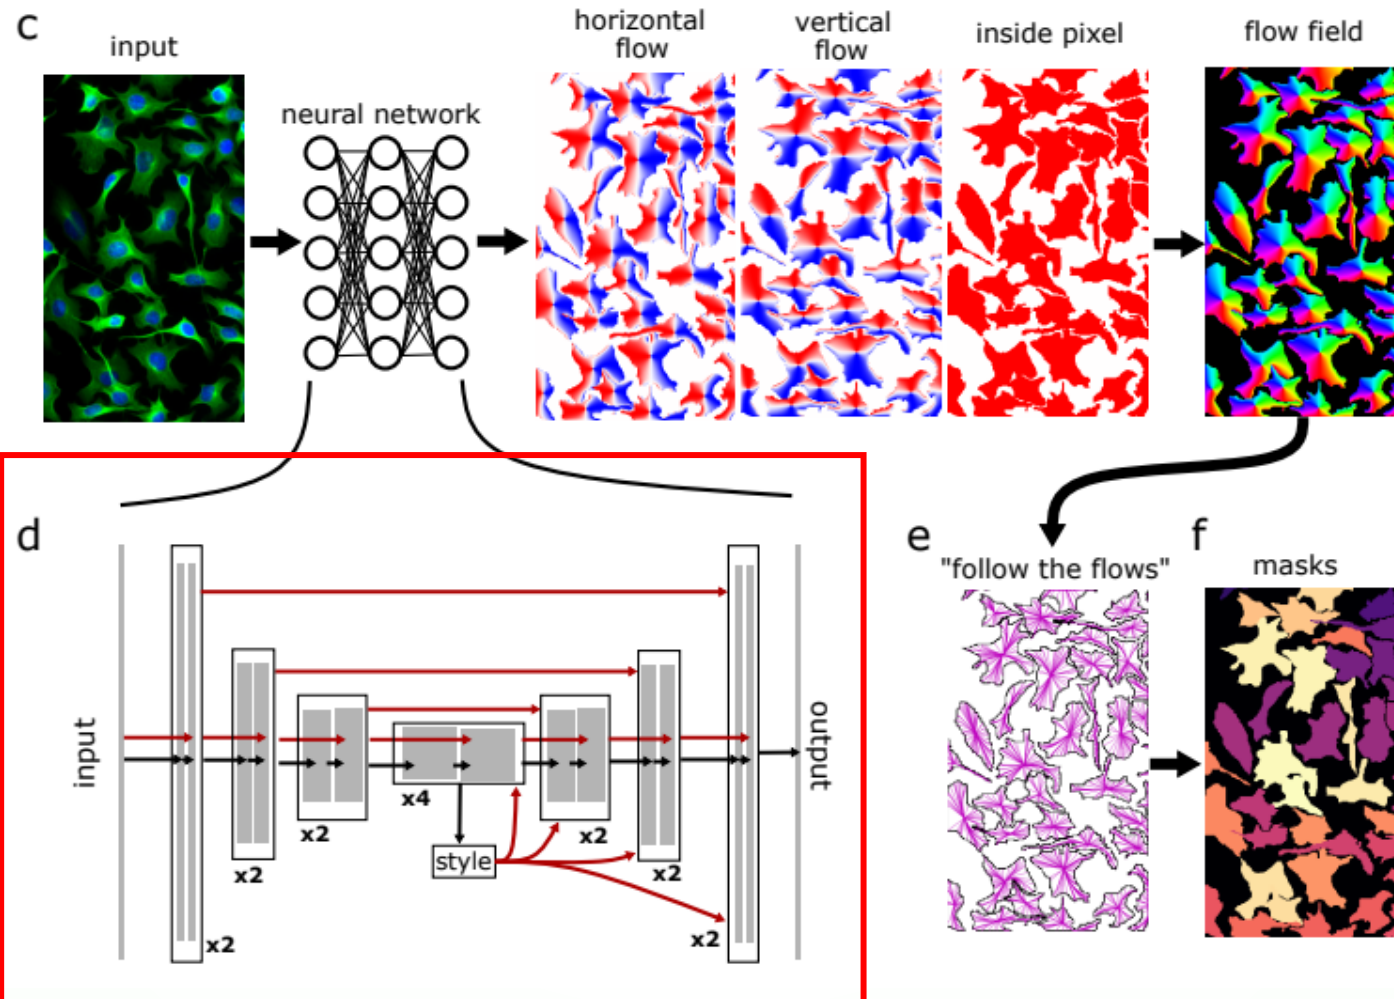 c
input
neural network
horizontal
flow
vertical
flow
inside pixel
flow field
d
input
x2
x2
x2
x4
style
x2
x2
x2
output
e
"follow the flows"
f
masks